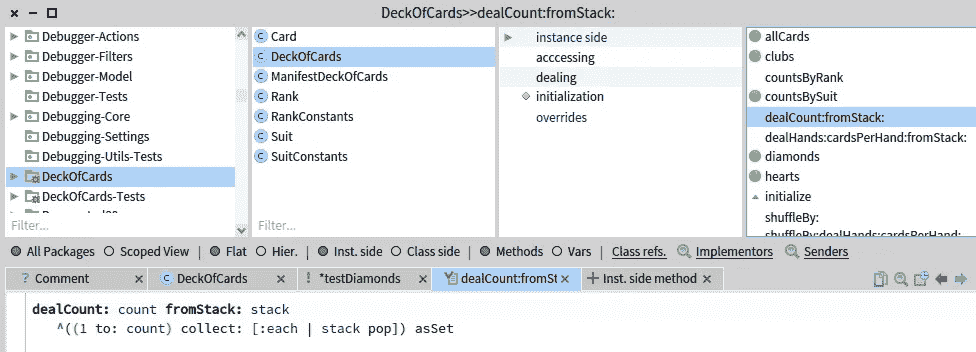 DeckOfCards>>dealCount:fromStack:
Debugger-Actions
Debugger-Filters
Debugger-Model
Debugger-Tests
Debugging-Core
Debugging-Settings
Debugging-Utils-Tests
DeckOfCards
DeckOfCards-Tests
Filter...
Card
DeckOfCards
ManifestDeckOfCards
Rank
RankConstants
Suit
SuitConstants
Filter...
instance side
acccessing
dealing
initialization
overrides
allCards
clubs
countsByRank
countsBySuit
dealCount:fromStack:
dealHands:cardsPerHand:fromStack:
diamonds
hearts
initialize
shuffleBy:
shuffleBy:dealHands:cardsPerHand:
All Packages Scoped View | Flat Hier. | Inst. side Class side | Methods Vars | Class refs. Implementors Senders
? Comment × DeckOfCards × !*testDiamonds × dealCount:fromSt × + Inst. side method ×
dealCount: count fromStack: stack
^((1 to: count) collect: [:each | stack pop]) asSet